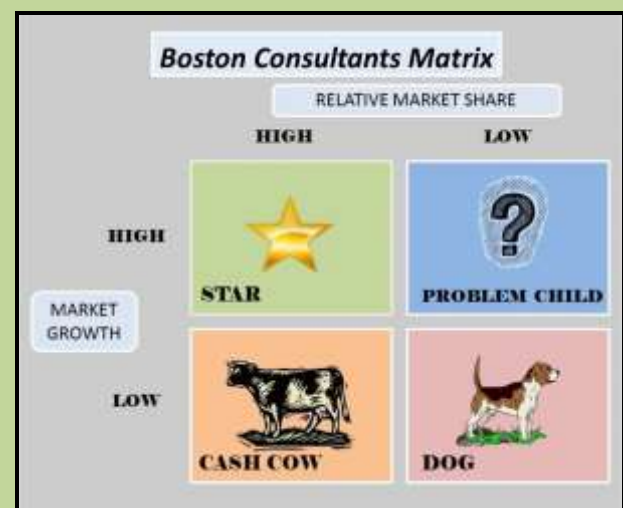 Boston Consultants Matrix
RELATIVE MARKET SHARE
HIGH LOW
HIGH
?
STAR PROBLEM CHILD
MARKET
GROWTH
LOW
CASH COW DOG